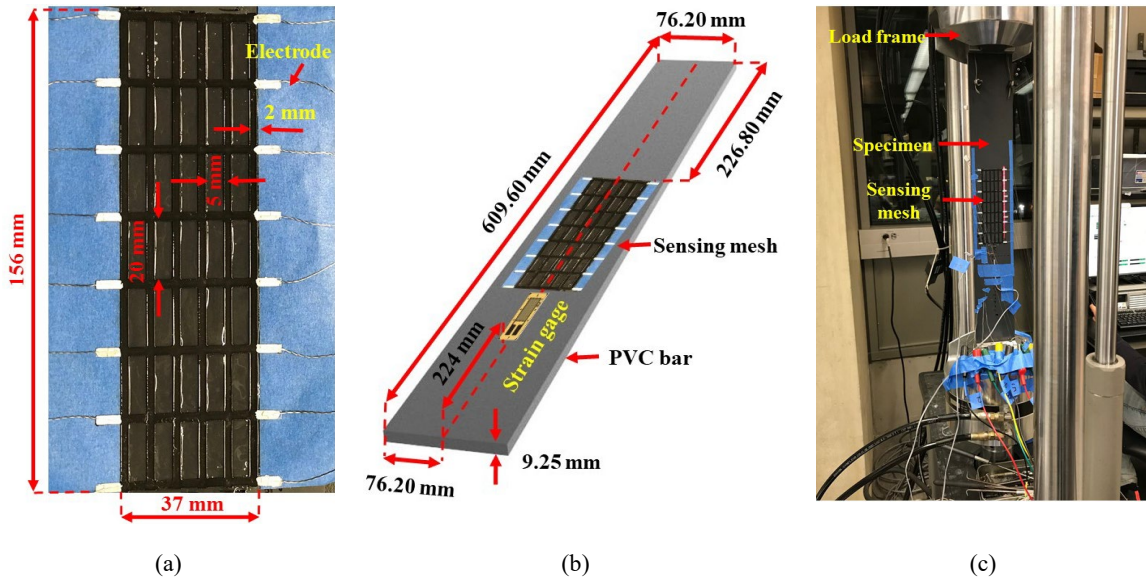 Electrode
2 mm
5 mm
20 mm
156 mm
37 mm
(a)
76.20 mm
226.80 mm
609.60 mm
Sensing mesh
224 mm
Strain gage
PVC bar
9.25 mm
76.20 mm
(b)
Load frame
Specimen
Sensing
mesh
(c)